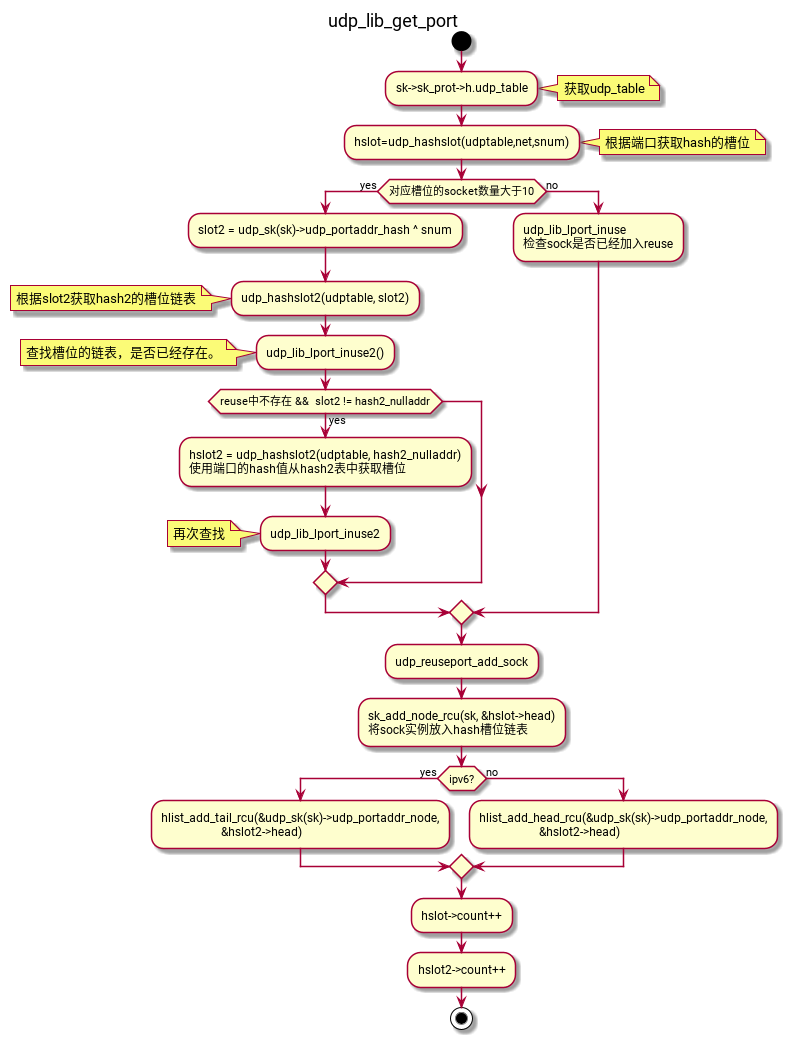 udp_lib_get_port
sk->sk_prot->h.udp_table
获取udp_table
hslot=udp_hashslot(udptable,net,snum)
根据端口获取hash的槽位
yes
对应槽位的socket数量大于10
no
slot2 = udp_sk(sk)->udp_portaddr_hash ^ snum
udp_lib_lport_inuse
检查sock是否已经加入reuse
根据slot2获取hash2的槽位链表
udp_hashslot2(udptable, slot2)
查找槽位的链表，是否已经存在。
udp_lib_lport_inuse2()
reuse中不存在 &&  slot2 != hash2_nulladdr
yes
hslot2 = udp_hashslot2(udptable, hash2_nulladdr)
使用端口的hash值从hash2表中获取槽位
再次查找
udp_lib_lport_inuse2
udp_reuseport_add_sock
sk_add_node_rcu(sk, &hslot->head)
将sock实例放入hash槽位链表
yes
ipv6?
no
hlist_add_tail_rcu(&udp_sk(sk)->udp_portaddr_node,
&hslot2->head)
hlist_add_head_rcu(&udp_sk(sk)->udp_portaddr_node,
&hslot2->head)
hslot->count++
hslot2->count++